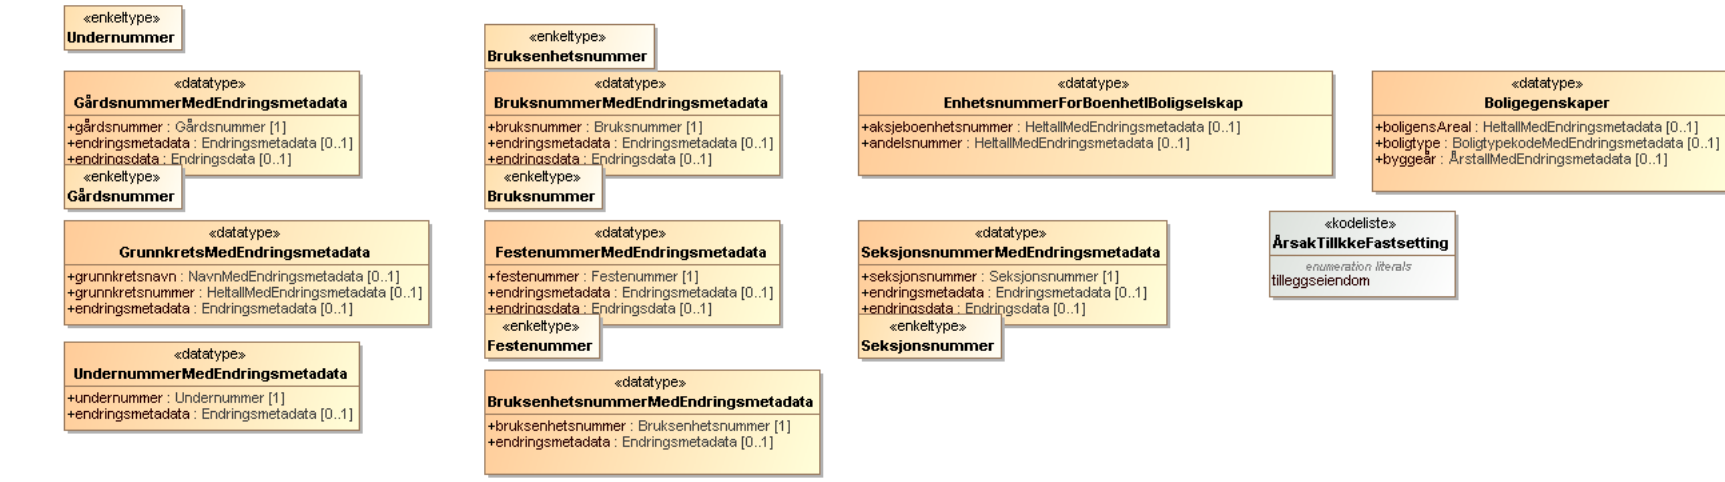 «enkeltype»
Undernummer
«enkeltype»
Bruksenhetsnummer
«datatype»
GårdsnummerMedEndringsmetadata
+gårdsnummer : Gårdsnummer [1]
+endringsmetadata : Endringsmetadata [0..1]
+endringsdata : Endringsdata [0..1]
«enkeltype»
Gårdsnummer
«datatype»
BruksnummerMedEndringsmetadata
+bruksnummer : Bruksnummer [1]
+endringsmetadata : Endringsmetadata [0..1]
+endringsdata : Endringsdata [0..1]
«enkeltype»
Bruksnummer
«datatype»
EnhetsnummerForBoenhetIBoligselskap
+aksjeboenhetsnummer : HeltallMedEndringsmetadata [0..1]
+andelsnummer : HeltallMedEndringsmetadata [0..1]
«datatype»
Boligegenskaper
+boligensAreal : HeltallMedEndringsmetadata [0..1]
+boligtype : BoligtypekodeMedEndringsmetadata [0..1]
+byggeår : ÅrstallMedEndringsmetadata [0..1]
«datatype»
GrunnkretsMedEndringsmetadata
+grunnkretsnavn : NavnMedEndringsmetadata [0..1]
+grunnkretsnummer : HeltallMedEndringsmetadata [0..1]
+endringsmetadata : Endringsmetadata [0..1]
«datatype»
FestenummerMedEndringsmetadata
+festenummer : Festenummer [1]
+endringsmetadata : Endringsmetadata [0..1]
+endringsdata : Endringsdata [0..1]
«enkeltype»
Festenummer
«datatype»
SeksjonsnummerMedEndringsmetadata
+seksjonsnummer : Seksjonsnummer [1]
+endringsmetadata : Endringsmetadata [0..1]
+endringsdata : Endringsdata [0..1]
«enkeltype»
Seksjonsnummer
«kodeliste»
ÅrsakTilIkkeFastsetting
enumeration literals
tilleggseiendom
«datatype»
UndernummerMedEndringsmetadata
+undernummer : Undernummer [1]
+endringsmetadata : Endringsmetadata [0..1]
«datatype»
BruksenhetsnummerMedEndringsmetadata
+bruksenhetsnummer : Bruksenhetsnummer [1]
+endringsmetadata : Endringsmetadata [0..1]